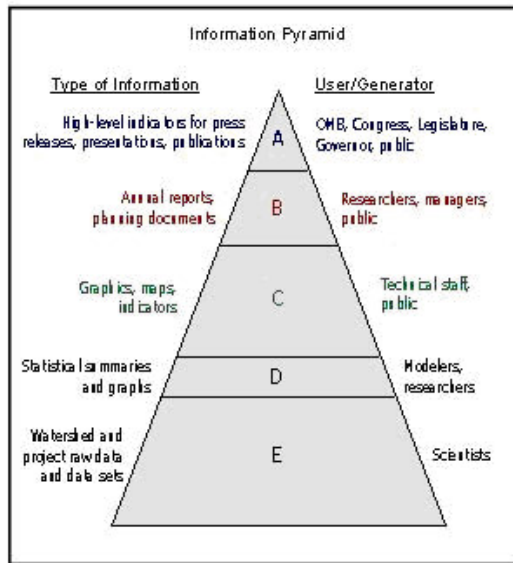 Information Pyramid
Type of Information
User/Generator
High-level indicators for press
releases, presentations, publications
A
OMB, Congress, Legislature,
Governor, public
Annual reports,
planning documents
B
Researchers, managers,
public
Graphics, maps,
indicators
C
Technical staff,
public
Statistical summaries
and graphs
D
Modelers,
researchers
Watershed and
project raw data
and data sets
E
Scientists